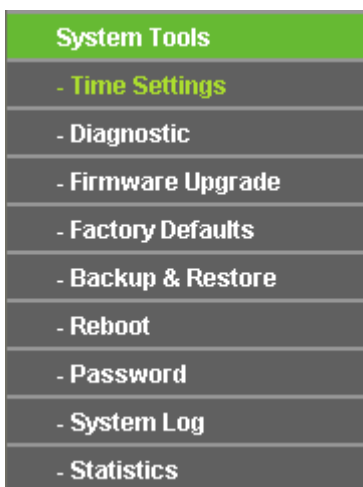 System Tools
- Time Settings
- Diagnostic
- Firmware Upgrade
- Factory Defaults
- Backup & Restore
- Reboot
- Password
- System Log
- Statistics